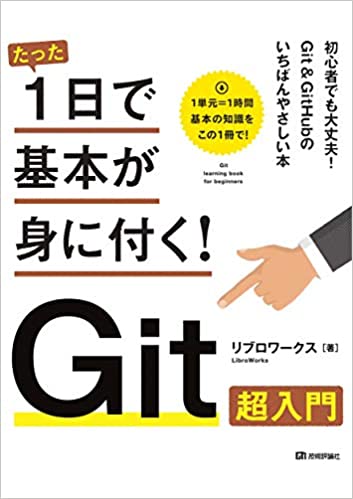 初心者でも大丈夫!
Git & GitHubの
いちばんやさしい本
たった
1日で
基本が
身に付く!
1単元=1時間
基本の知識を
この1冊で!
Git
learning book
for beginners
Git
リブロワークス[著]
LibroWorks
超入門
技術評論社